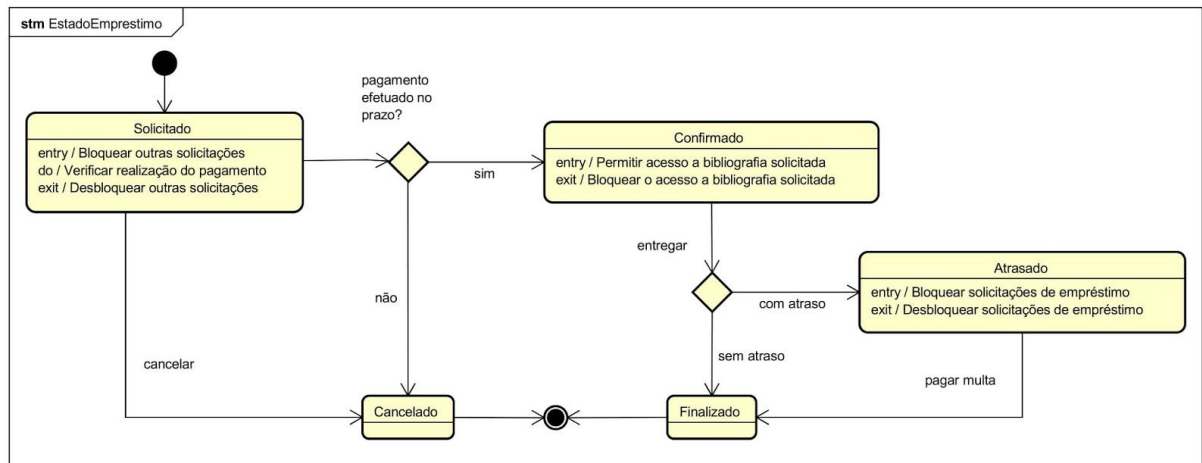 stm EstadoEmprestimo
pagamento
efetuado no
prazo?
Solicitado
entry / Bloquear outras solicitações
do / Verificar realização do pagamento
exit / Desbloquear outras solicitações
sim
Confirmado
entry / Permitir acesso a bibliografia solicitada
exit / Bloquear o acesso a bibliografia solicitada
entregar
não
com atraso
Atrasado
entry / Bloquear solicitações de empréstimo
exit / Desbloquear solicitações de empréstimo
cancelar
sem atraso
pagar multa
Cancelado
Finalizado